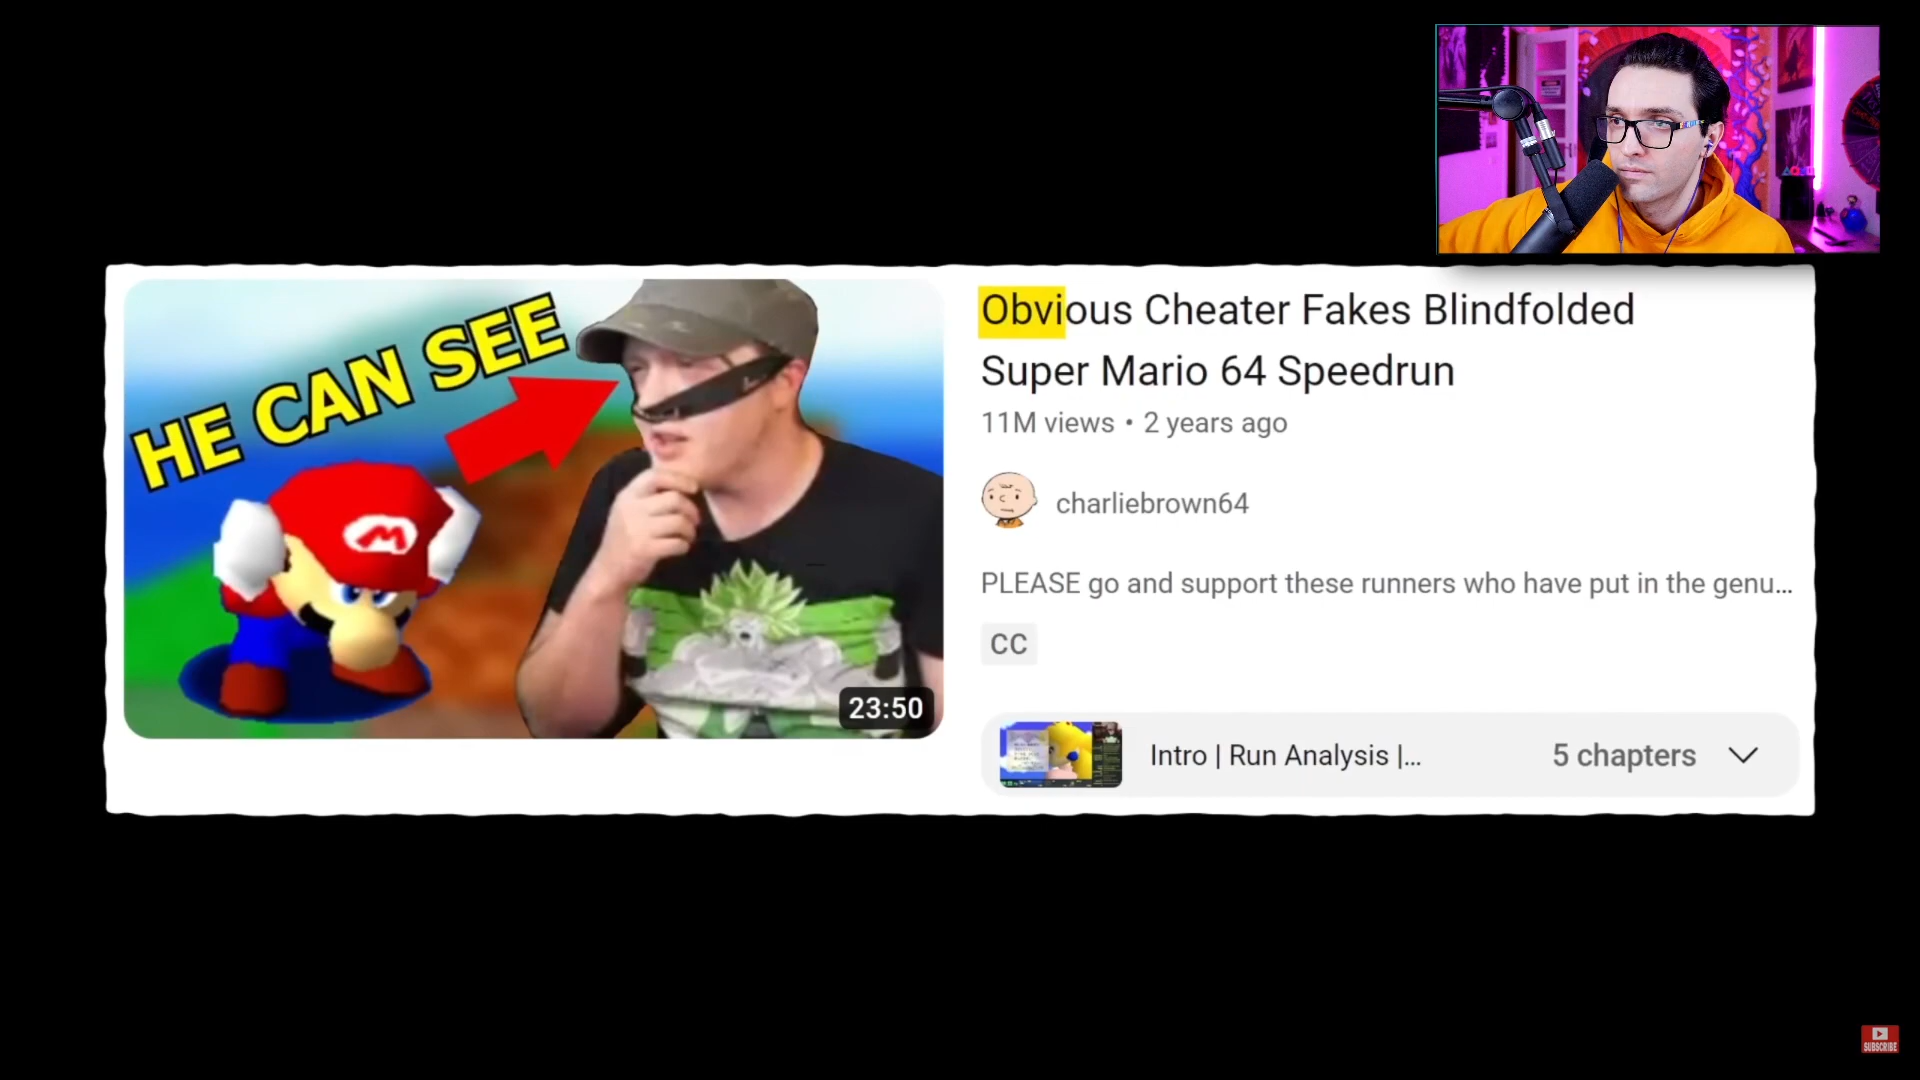 HE CAN SEE
M
23:50
Obvious Cheater Fakes Blindfolded
Super Mario 64 Speedrun
11M views • 2 years ago
charliebrown64
PLEASE go and support these runners who have put in the genu...
CC
Intro | Run Analysis |...
5 chapters
SUBSCRIBE